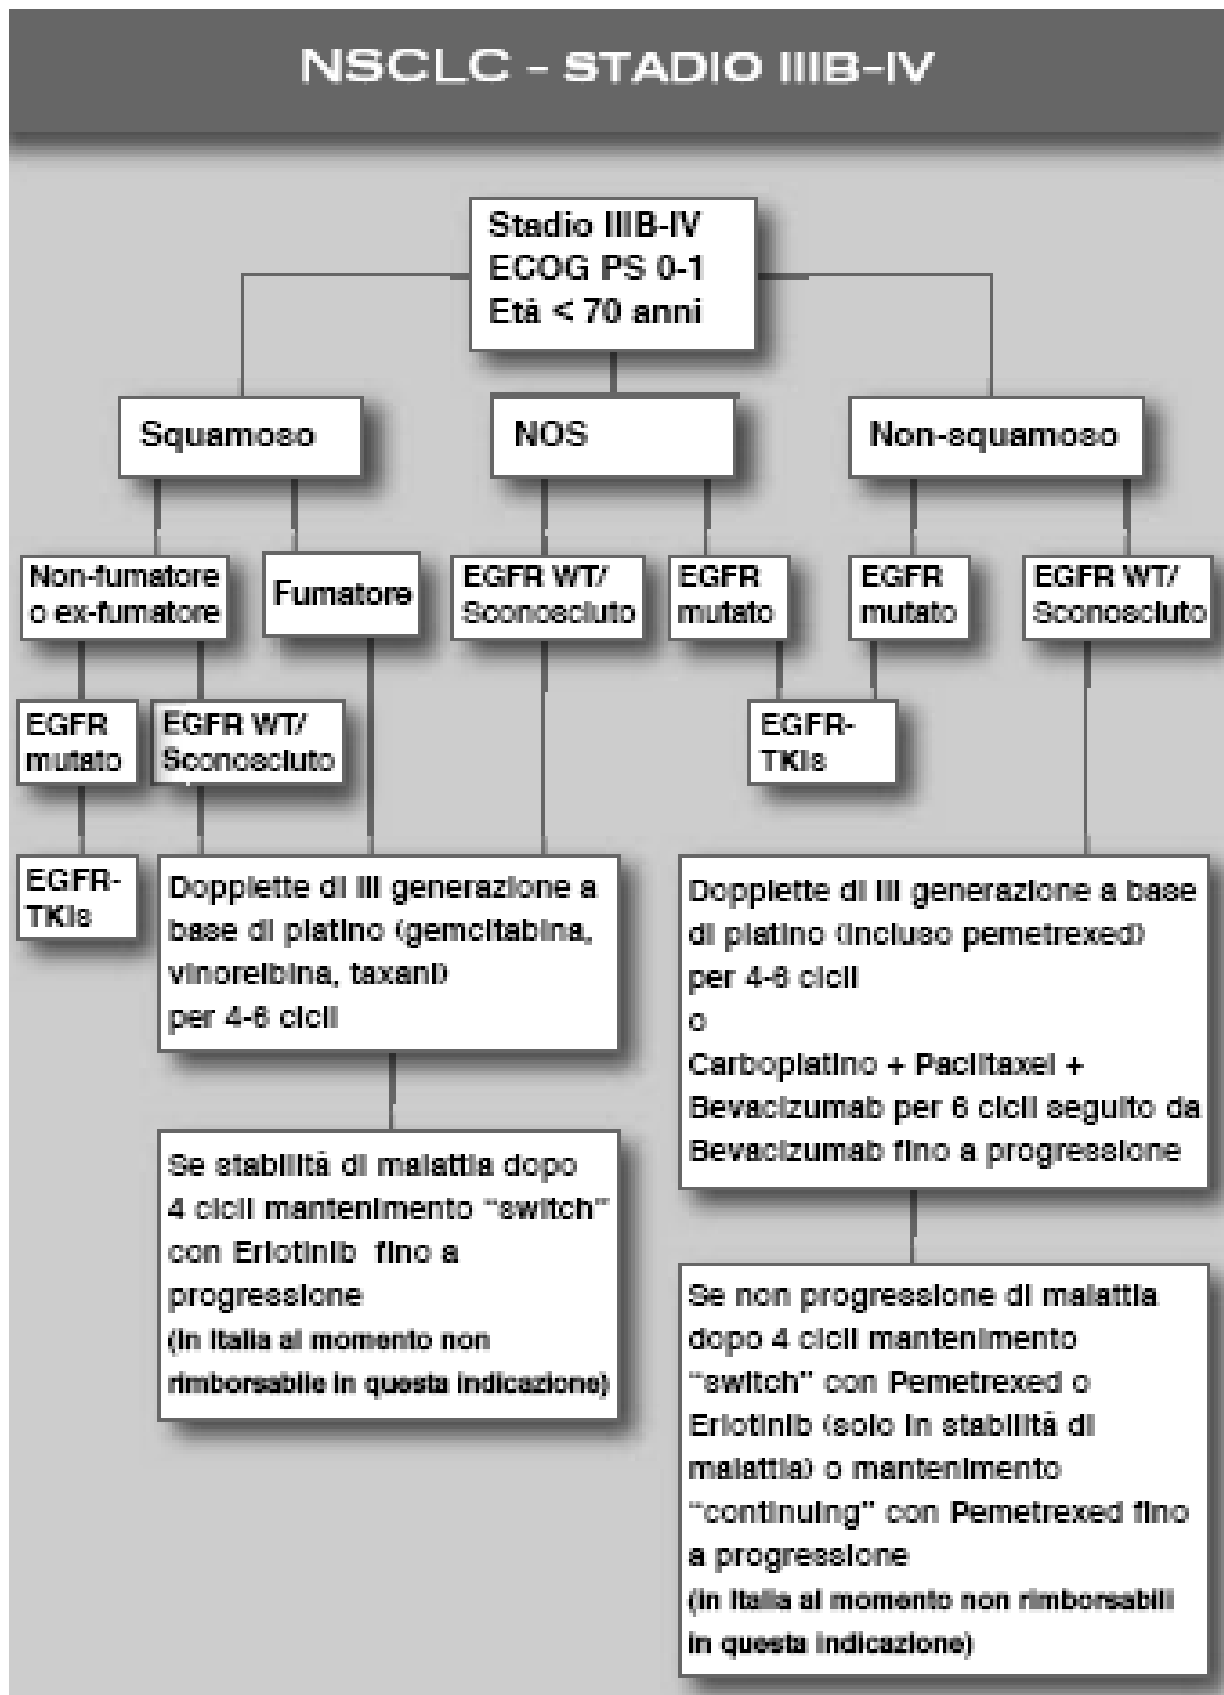 NSCLC - STADIO IIIB-IV
Stadio IIIB-IV
ECOG PS 0-1
Età < 70 anni
Squamoso
NOS
Non-squamoso
Non-fumatore
o ex-fumatore
Fumatore
EGFR WT/
Sconosciuto
EGFR
mutato
EGFR
mutato
EGFR WT/
Sconosciuto
EGFR
mutato
EGFR WT/
Sconosciuto
EGFR-
TKIs
EGFR-
TKIs
Dopplette di III generazione a
base di platino (gemcitabina,
vinorelbina, taxani)
per 4-6 cicli
Dopplette di III generazione a base
di platino (incluso pemetrexed)
per 4-6 cicli
o
Carboplatino + Paclitaxel +
Bevacizumab per 6 cicli seguito da
Bevacizumab fino a progressione
Se stabilità di malattia dopo
4 cicli mantenimento "switch"
con Erlotinib fino a
progressione
(in Italia al momento non
rimborsabile in questa indicazione)
Se non progressione di malattia
dopo 4 cicli mantenimento
"switch" con Pemetrexed o
Erlotinib (solo in stabilità di
malattia) o mantenimento
"continuing" con Pemetrexed fino
a progressione
(in Italia al momento non rimborsabili
in questa indicazione)